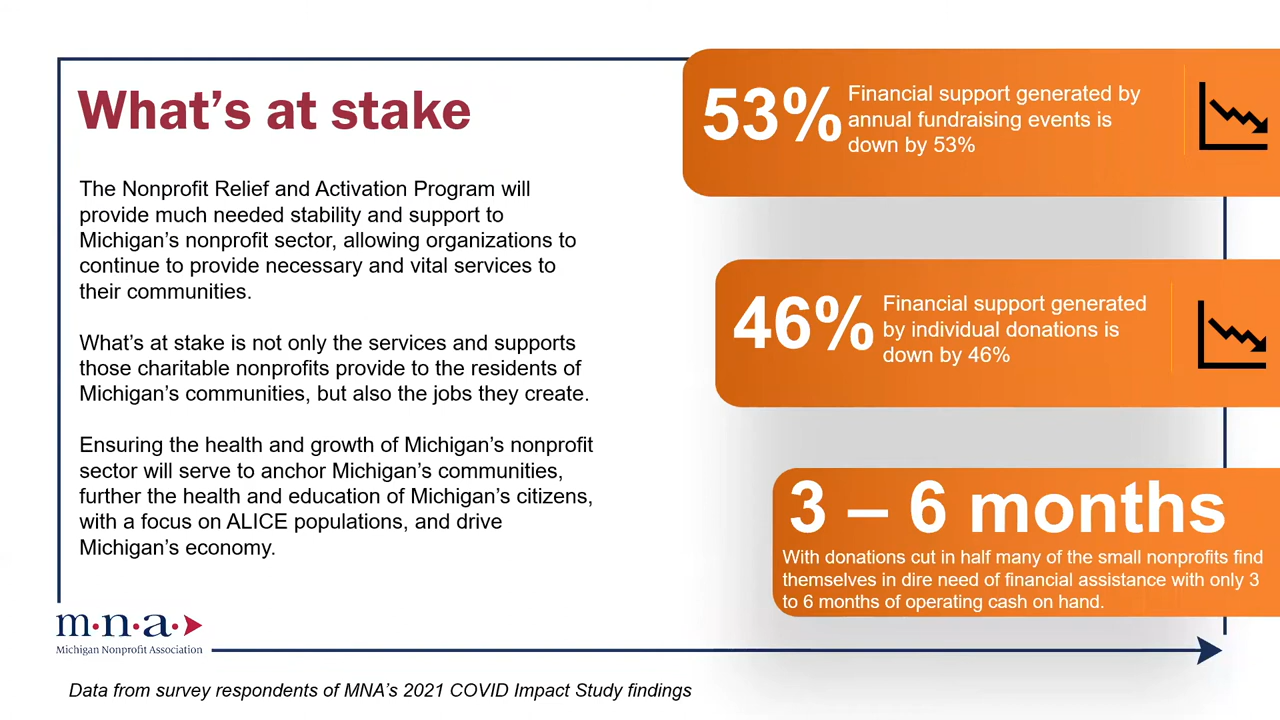 What's at stake
The Nonprofit Relief and Activation Program will
provide much needed stability and support to
Michigan's nonprofit sector, allowing organizations to
continue to provide necessary and vital services to
their communities.
What's at stake is not only the services and supports
those charitable nonprofits provide to the residents of
Michigan's communities, but also the jobs they create.
Ensuring the health and growth of Michigan's nonprofit
sector will serve to anchor Michigan's communities,
further the health and education of Michigan's citizens,
with a focus on ALICE populations, and drive
Michigan's economy.
53%
Financial support generated by
annual fundraising events is
down by 53%
46%
Financial support generated
by individual donations is
down by 46%
3 – 6 months
With donations cut in half many of the small nonprofits find
themselves in dire need of financial assistance with only 3
to 6 months of operating cash on hand.
m·n·a·
Michigan Nonprofit Association
Data from survey respondents of MNA's 2021 COVID Impact Study findings